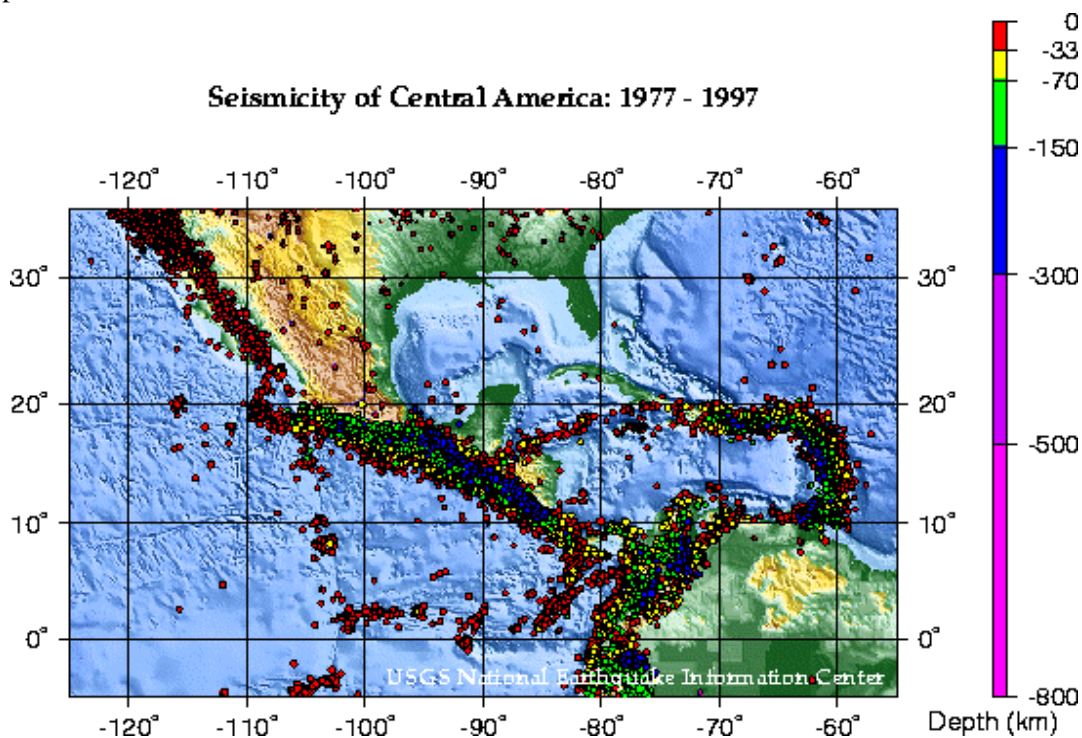 0
-33
-70
-150
-300
-500
-800
Depth (km)
Seismicity of Central America: 1977 - 1997
-120° -110° -100° -90° -80° -70° -60°
30° 30°
20° 20°
10° 10°
0° 0°
USGS National Earthquake Information Center
-120° -110° -100° -90° -80° -70° -60°